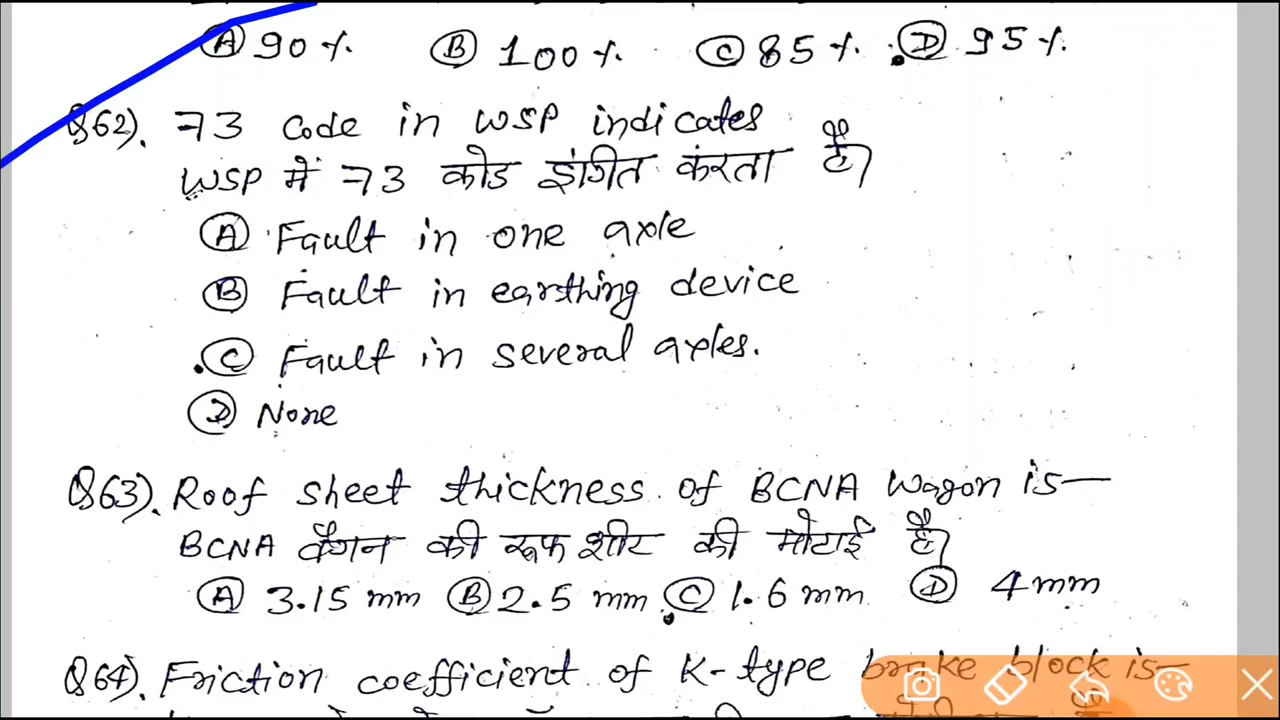 Ⓐ 90 %. Ⓑ 100 %. Ⓒ 85 %. Ⓓ 95 %.
Q62). 73 Code in WSP indicates
WSP में 73 कोड इंगित करता है।
Ⓐ Fault in one axle
Ⓑ Fault in earsthing device
Ⓒ Fault in several axles.
Ⓓ None
Q63). Roof sheet thickness of BCNA Wagon is—
BCNA वैगन की रूफ शीट की मोटाई है।
Ⓐ 3.15 mm Ⓑ 2.5 mm Ⓒ 1.6 mm Ⓓ 4 mm
Q64). Friction coefficient of K-type brake block is—